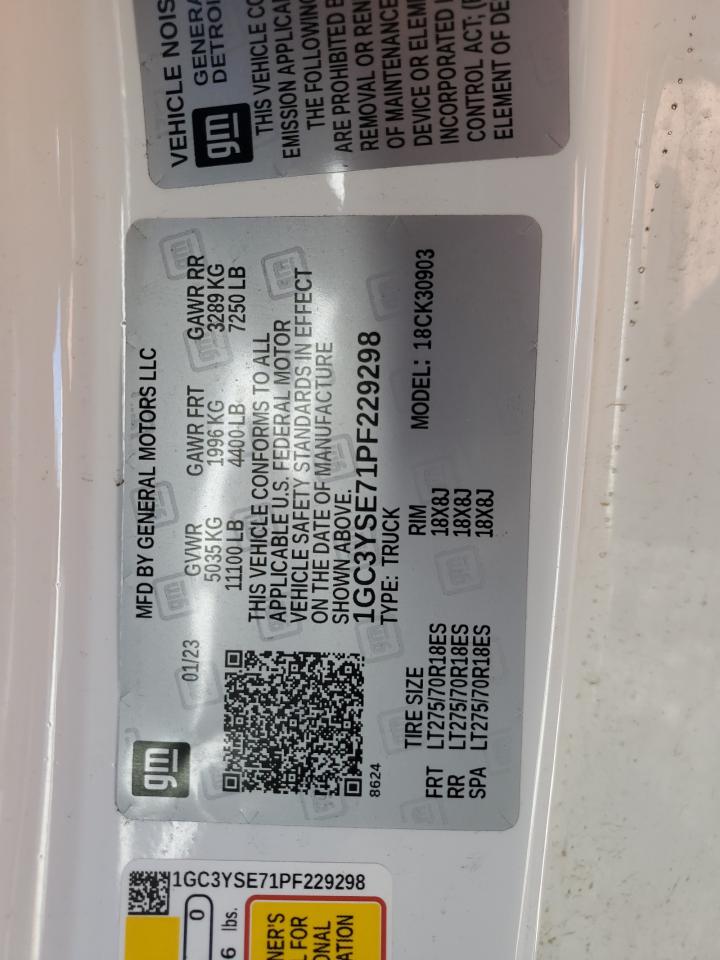 VEHICLE NOIS
GENERA
DETROI
gm
THIS VEHICLE CO
EMISSION APPLICAB
THE FOLLOWING
ARE PROHIBITED B
REMOVAL OR REN
OF MAINTENANCE
DEVICE OR ELEM
INCORPORATED I
CONTROL ACT; (
ELEMENT OF DE
gm
01/23
MFD BY GENERAL MOTORS LLC
GVWR GAWR FRT GAWR RR
5035 KG 1996 KG 3289 KG
11100 LB 4400 LB 7250 LB
THIS VEHICLE CONFORMS TO ALL
APPLICABLE U.S. FEDERAL MOTOR
VEHICLE SAFETY STANDARDS IN EFFECT
ON THE DATE OF MANUFACTURE
SHOWN ABOVE.
1GC3YSE71PF229298
8624
TYPE: TRUCK
MODEL: 18CK30903
TIRE SIZE RIM
FRT LT275/70R18ES 18X8J
RR LT275/70R18ES 18X8J
SPA LT275/70R18ES 18X8J
1GC3YSE71PF229298
0
6 lbs.
NER'S
L FOR
ONAL
ATION